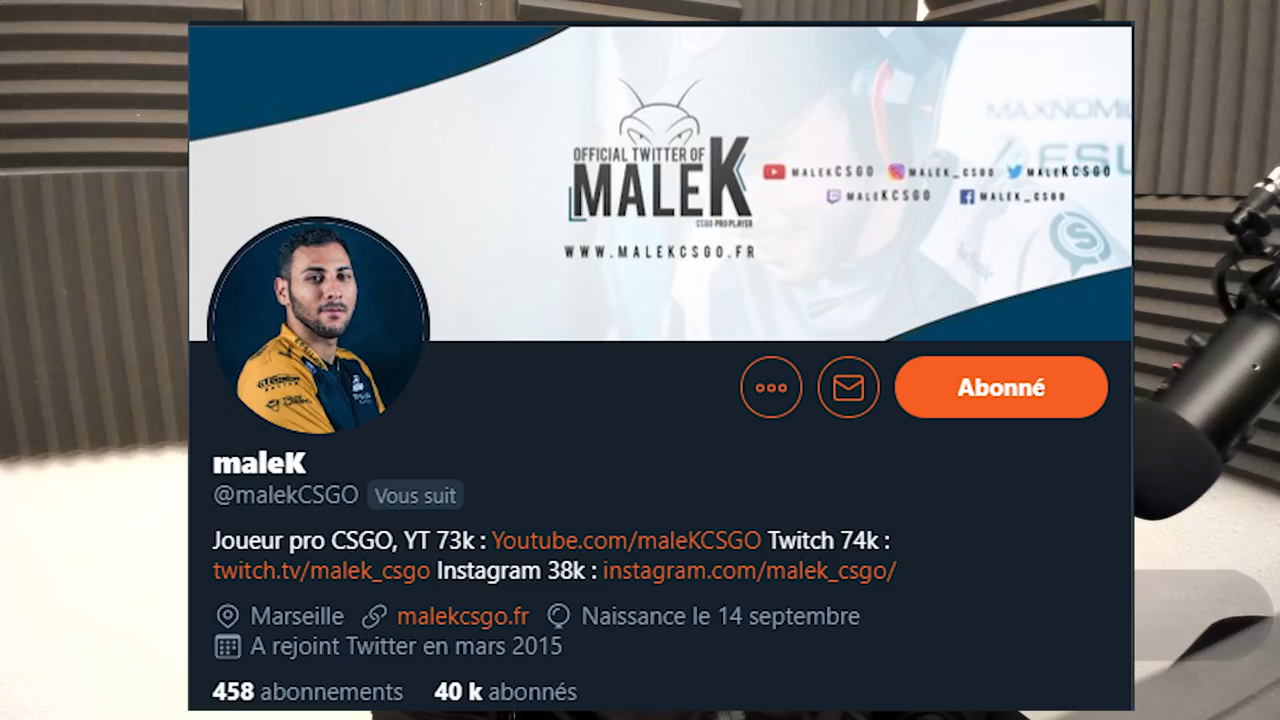 MAXNOMI
ESL
OFFICIAL TWITTER OF
MALEK
CSGO PRO PLAYER
MALEKCSGO MALEK_CSGO MALEKCSGO
MALEKCSGO MALEK_CSGO
WWW.MALEKCSGO.FR
Abonné
maleK
@malekCSGO Vous suit
Joueur pro CSGO, YT 73k : Youtube.com/maleKCSGO Twitch 74k :
twitch.tv/malek_csgo Instagram 38k : instagram.com/malek_csgo/
Marseille malekcsgo.fr Naissance le 14 septembre
A rejoint Twitter en mars 2015
458 abonnements 40 k abonnés